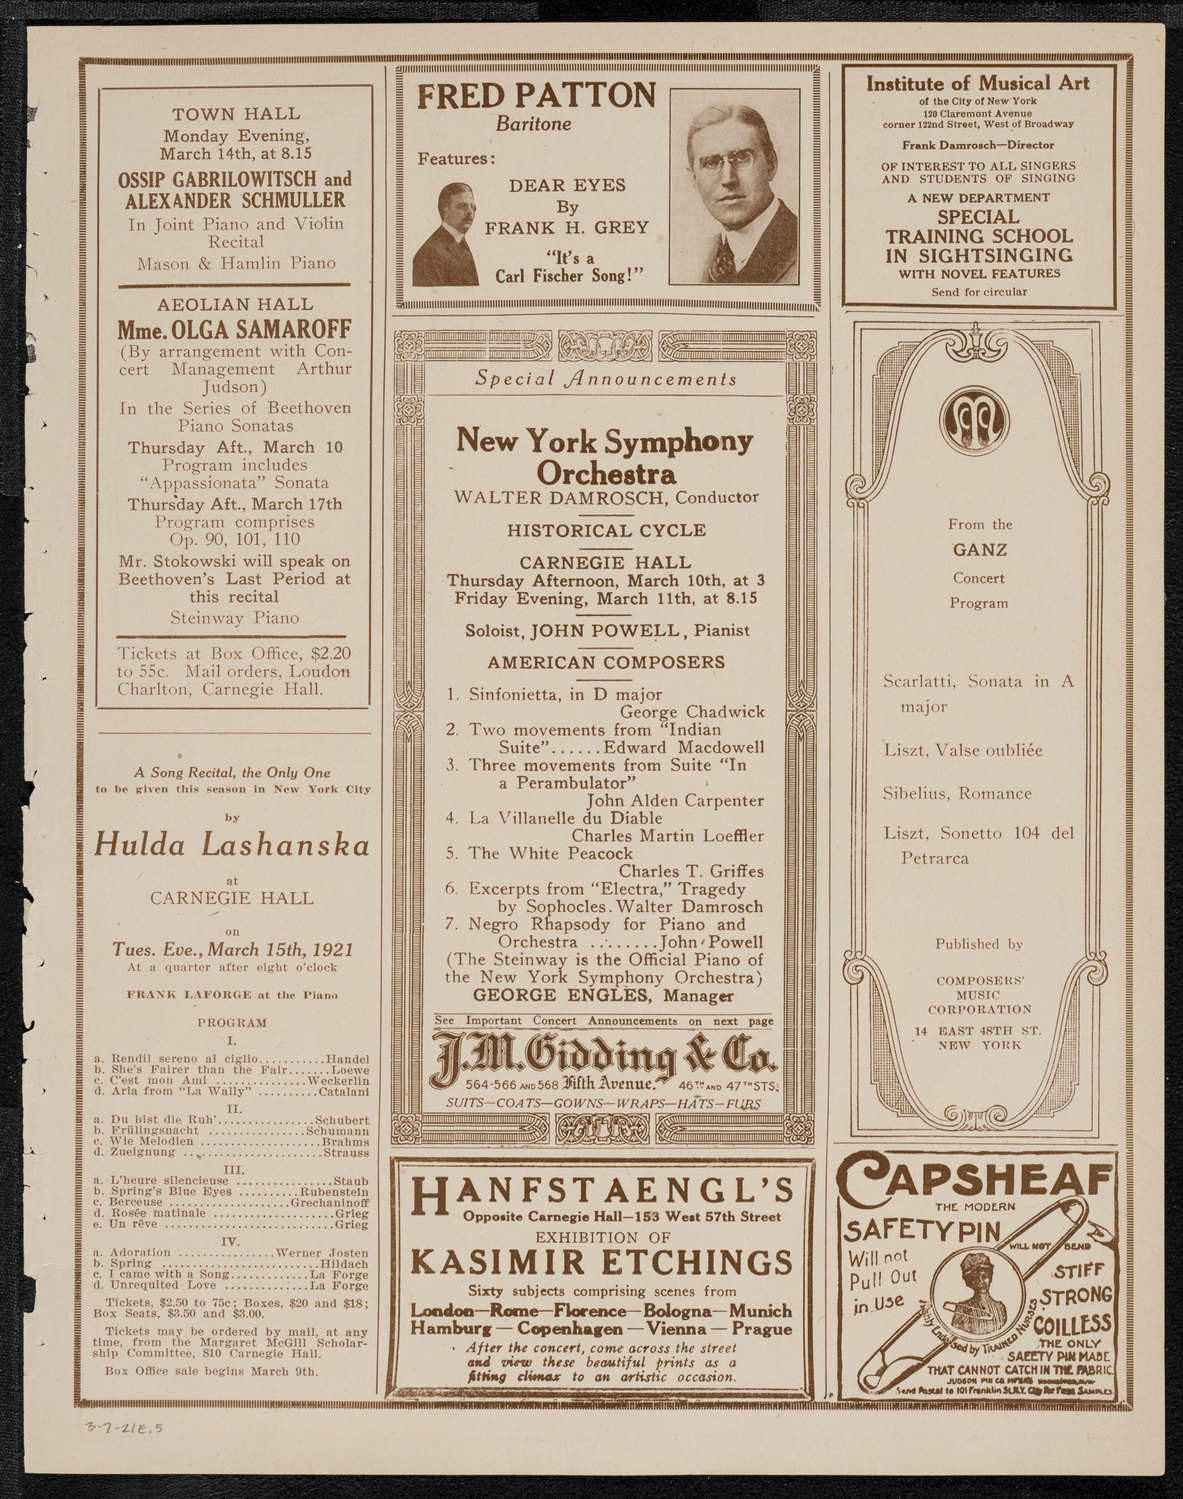 TOWN HALL
Monday Evening,
March 14th, at 8.15
OSSIP GABRILOWITSCH and
ALEXANDER SCHMULLER
In Joint Piano and Violin
Recital
Mason & Hamlin Piano
AEOLIAN HALL
Mme. OLGA SAMAROFF
(By arrangement with Con-
cert Management Arthur
Judson)
In the Series of Beethoven
Piano Sonatas
Thursday Aft., March 10
Program includes
"Appassionata" Sonata
Thursday Aft., March 17th
Program comprises
Op. 90, 101, 110
Mr. Stokowski will speak on
Beethoven's Last Period at
this recital
Steinway Piano
Tickets at Box Office, $2.20
to 55c. Mail orders, Loudon
Charlton, Carnegie Hall.
A Song Recital, the Only One
to be given this season in New York City
by
Hulda Lashanska
at
CARNEGIE HALL
on
Tues. Eve., March 15th, 1921
At a quarter after eight o'clock
FRANK LAFORGE at the Piano
PROGRAM
I.
a. Rendil sereno al ciglio..........Handel
b. She's Fairer than the Fair.......Loewe
c. C'est mon Ami .............Weckerlin
d. Aria from "La Wally" ..........Catalani
II.
a. Du bist die Ruh'................Schubert
b. Frülingsnacht ................Schumann
c. Wie Melodien ....................Brahms
d. Zueignung .......................Strauss
III.
a. L'heure silencieuse ................Staub
b. Spring's Blue Eyes ..........Rubenstein
c. Berceuse ....................Grechaninoff
d. Rosée matinale ....................Grieg
e. Un rêve ............................Grieg
IV.
a. Adoration ................Werner Josten
b. Spring ..........................Hildach
c. I came with a Song.............La Forge
d. Unrequited Love ...............La Forge
Tickets, $2.50 to 75c; Boxes, $20 and $18;
Box Seats, $3.50 and $3.00.
Tickets may be ordered by mail, at any
time, from the Margaret McGill Scholar-
ship Committee, 810 Carnegie Hall.
Box Office sale begins March 9th.
3-7-21E,5
FRED PATTON
Baritone
Features:
DEAR EYES
By
FRANK H. GREY
"It's a
Carl Fischer Song!"
Special Announcements
New York Symphony
Orchestra
WALTER DAMROSCH, Conductor
HISTORICAL CYCLE
CARNEGIE HALL
Thursday Afternoon, March 10th, at 3
Friday Evening, March 11th, at 8.15
Soloist, JOHN POWELL, Pianist
AMERICAN COMPOSERS
1. Sinfonietta, in D major
George Chadwick
2. Two movements from "Indian
Suite"......Edward Macdowell
3. Three movements from Suite "In
a Perambulator"
John Alden Carpenter
4. La Villanelle du Diable
Charles Martin Loeffler
5. The White Peacock
Charles T. Griffes
6. Excerpts from "Electra," Tragedy
by Sophocles.Walter Damrosch
7. Negro Rhapsody for Piano and
Orchestra .........John Powell
(The Steinway is the Official Piano of
the New York Symphony Orchestra)
GEORGE ENGLES, Manager
See Important Concert Announcements on next page
J.M. Gidding & Co.
564-566 AND 568 Fifth Avenue. 46TH AND 47TH STS.
SUITS—COATS—GOWNS—WRAPS—HATS—FURS
HANFSTAENGL'S
Opposite Carnegie Hall—153 West 57th Street
EXHIBITION OF
KASIMIR ETCHINGS
Sixty subjects comprising scenes from
London—Rome—Florence—Bologna—Munich
Hamburg — Copenhagen — Vienna — Prague
After the concert, come across the street
and view these beautiful prints as a
fitting climax to an artistic occasion.
Institute of Musical Art
of the City of New York
120 Claremont Avenue
corner 122nd Street, West of Broadway
Frank Damrosch—Director
OF INTEREST TO ALL SINGERS
AND STUDENTS OF SINGING
A NEW DEPARTMENT
SPECIAL
TRAINING SCHOOL
IN SIGHTSINGING
WITH NOVEL FEATURES
Send for circular
From the
GANZ
Concert
Program
Scarlatti, Sonata in A
major
Liszt, Valse oubliée
Sibelius, Romance
Liszt, Sonetto 104 del
Petrarca
Published by
COMPOSERS'
MUSIC
CORPORATION
14 EAST 48TH ST.
NEW YORK
CAPSHEAF
THE MODERN
SAFETY PIN
WILL NOT BEND
Will not
Pull Out
in Use
STIFF
STRONG
COILLESS
Highly Endorsed by TRAINED NURSES
THE ONLY
SAFETY PIN MADE
THAT CANNOT CATCH IN THE FABRIC.
JUDSON PIN CO. MF'ERS
Send Postal to 101 Franklin St., N.Y. City for Free SAMPLES.